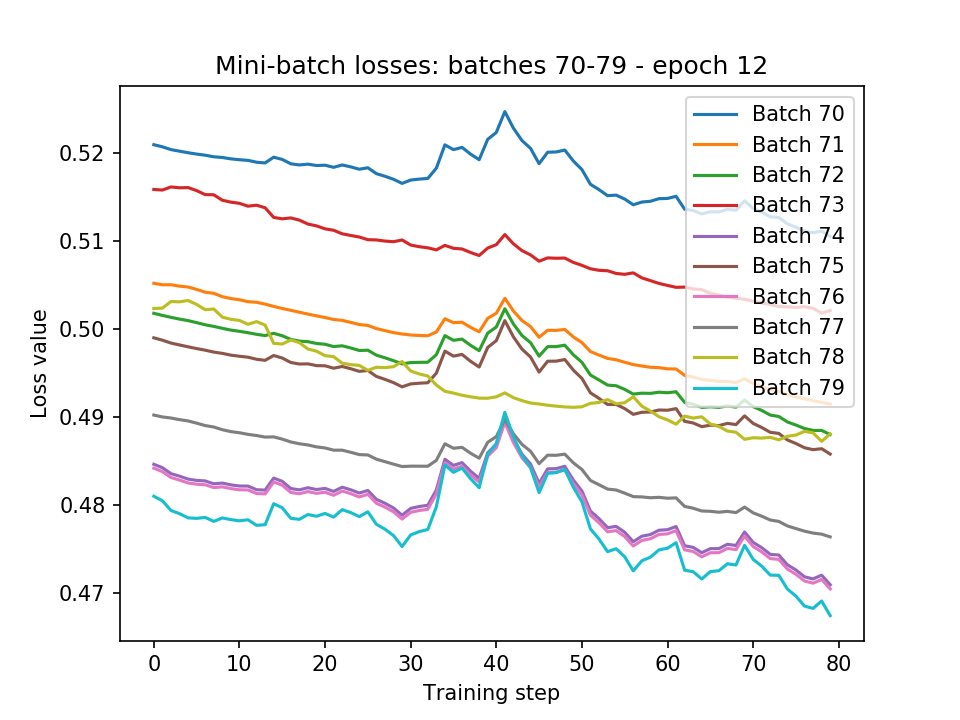 Mini-batch losses: batches 70-79 - epoch 12
Batch 70
Batch 71
Batch 72
Batch 73
Batch 74
Batch 75
Batch 76
Batch 77
Batch 78
Batch 79
0.52
0.51
0.50
0.49
0.48
0.47
Loss value
0 10 20 30 40 50 60 70 80
Training step